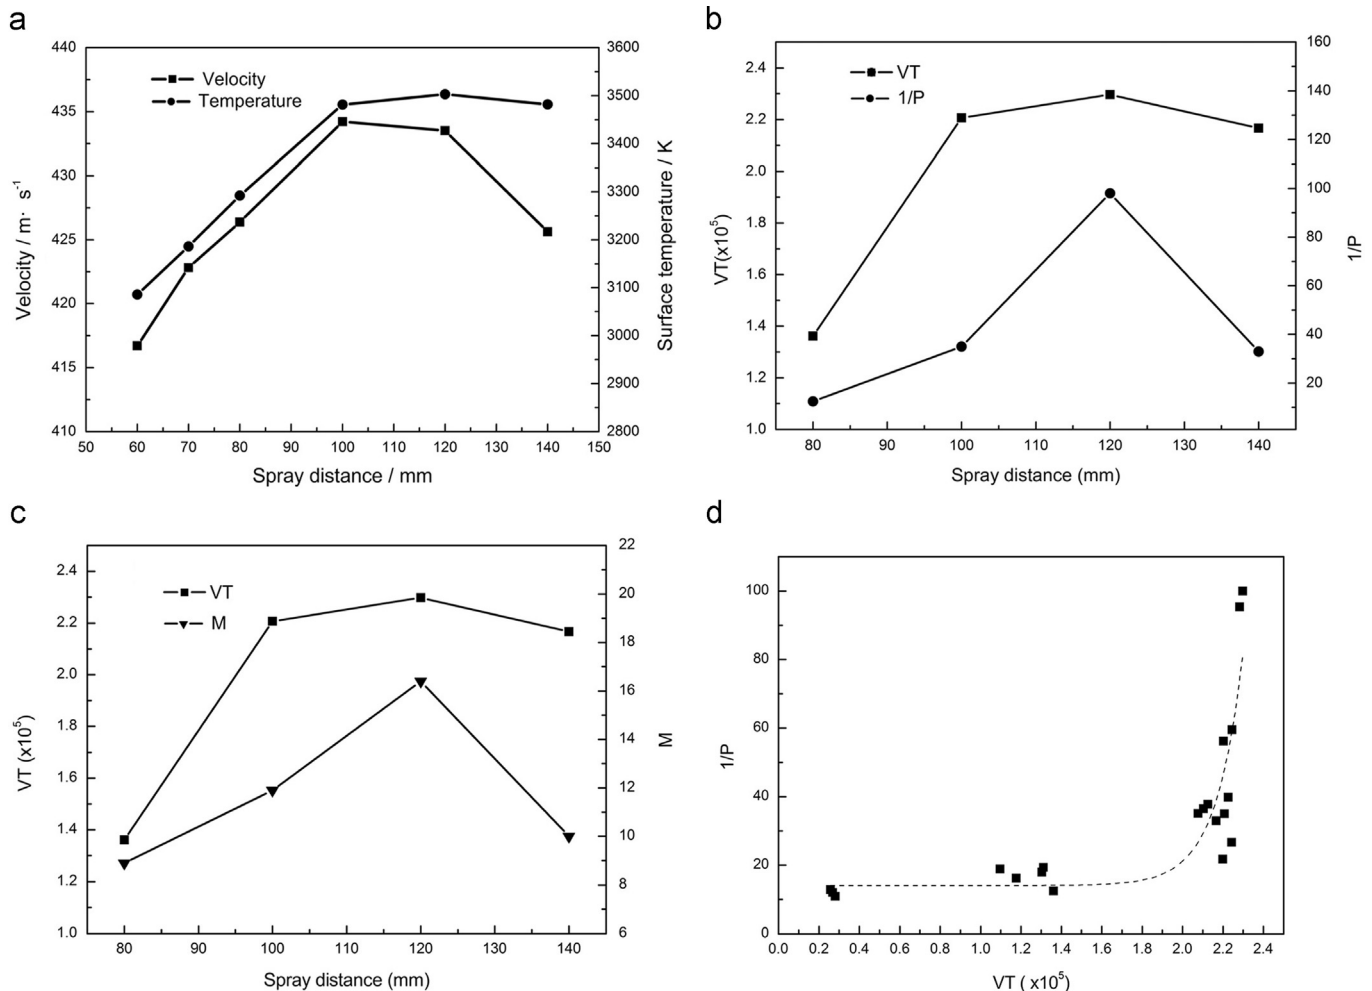 a
440
435
430
425
420
415
410
3600
3500
3400
3300
3200
3100
3000
2900
2800
50 60 70 80 90 100 110 120 130 140 150
Velocity
Temperature
Velocity / m· s-1
Surface temperature / K
Spray distance / mm
b
2.4
2.2
2.0
1.8
1.6
1.4
1.2
1.0
160
140
120
100
80
60
40
20
80 90 100 110 120 130 140
VT
1/P
VT(x10⁵)
1/P
Spray distance (mm)
c
2.4
2.2
2.0
1.8
1.6
1.4
1.2
1.0
22
20
18
16
14
12
10
8
6
80 90 100 110 120 130 140
VT
M
VT (x10⁵)
M
Spray distance (mm)
d
100
80
60
40
20
0
0.0 0.2 0.4 0.6 0.8 1.0 1.2 1.4 1.6 1.8 2.0 2.2 2.4
1/P
VT ( x10⁵)